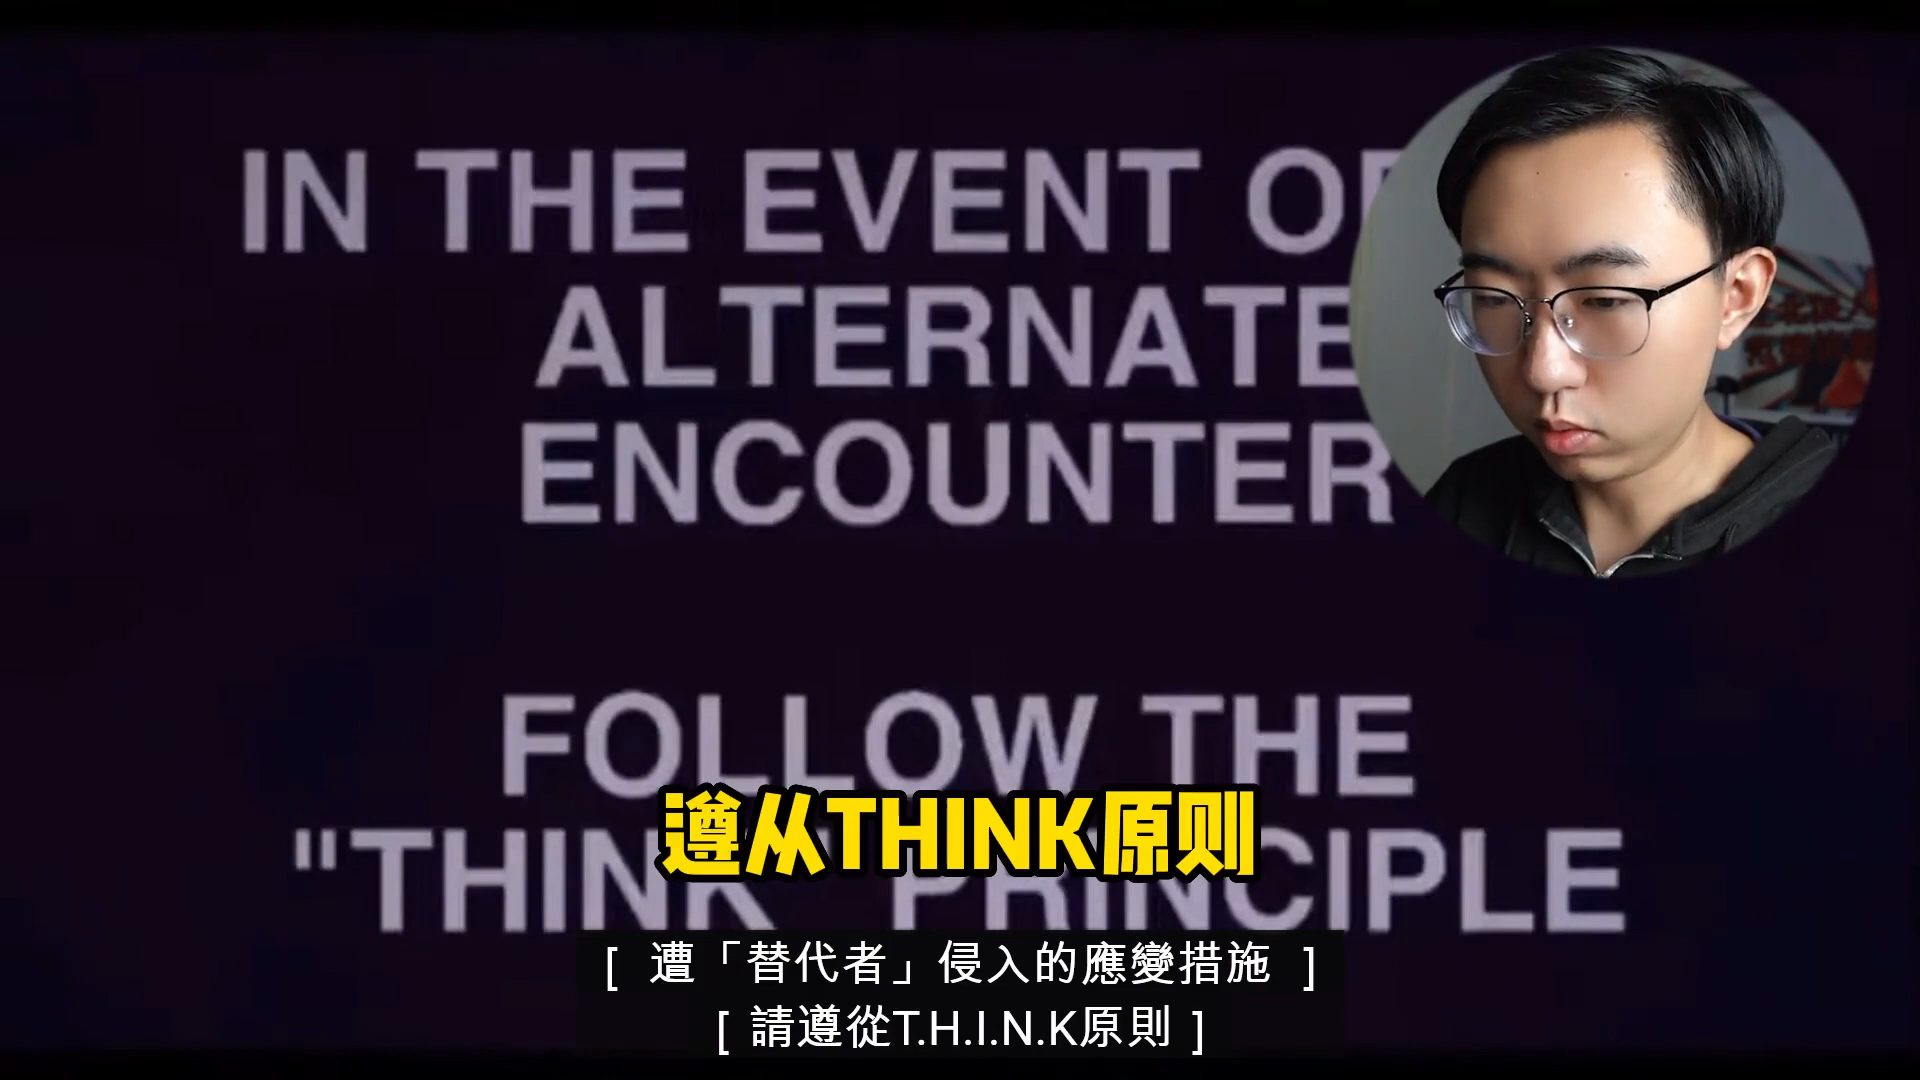 IN THE EVENT OF
ALTERNATE
ENCOUNTER
FOLLOW THE
遵从THINK原则
"THINK" PRINCIPLE
[ 遭「替代者」侵入的應變措施 ]
[ 請遵從T.H.I.N.K原則 ]